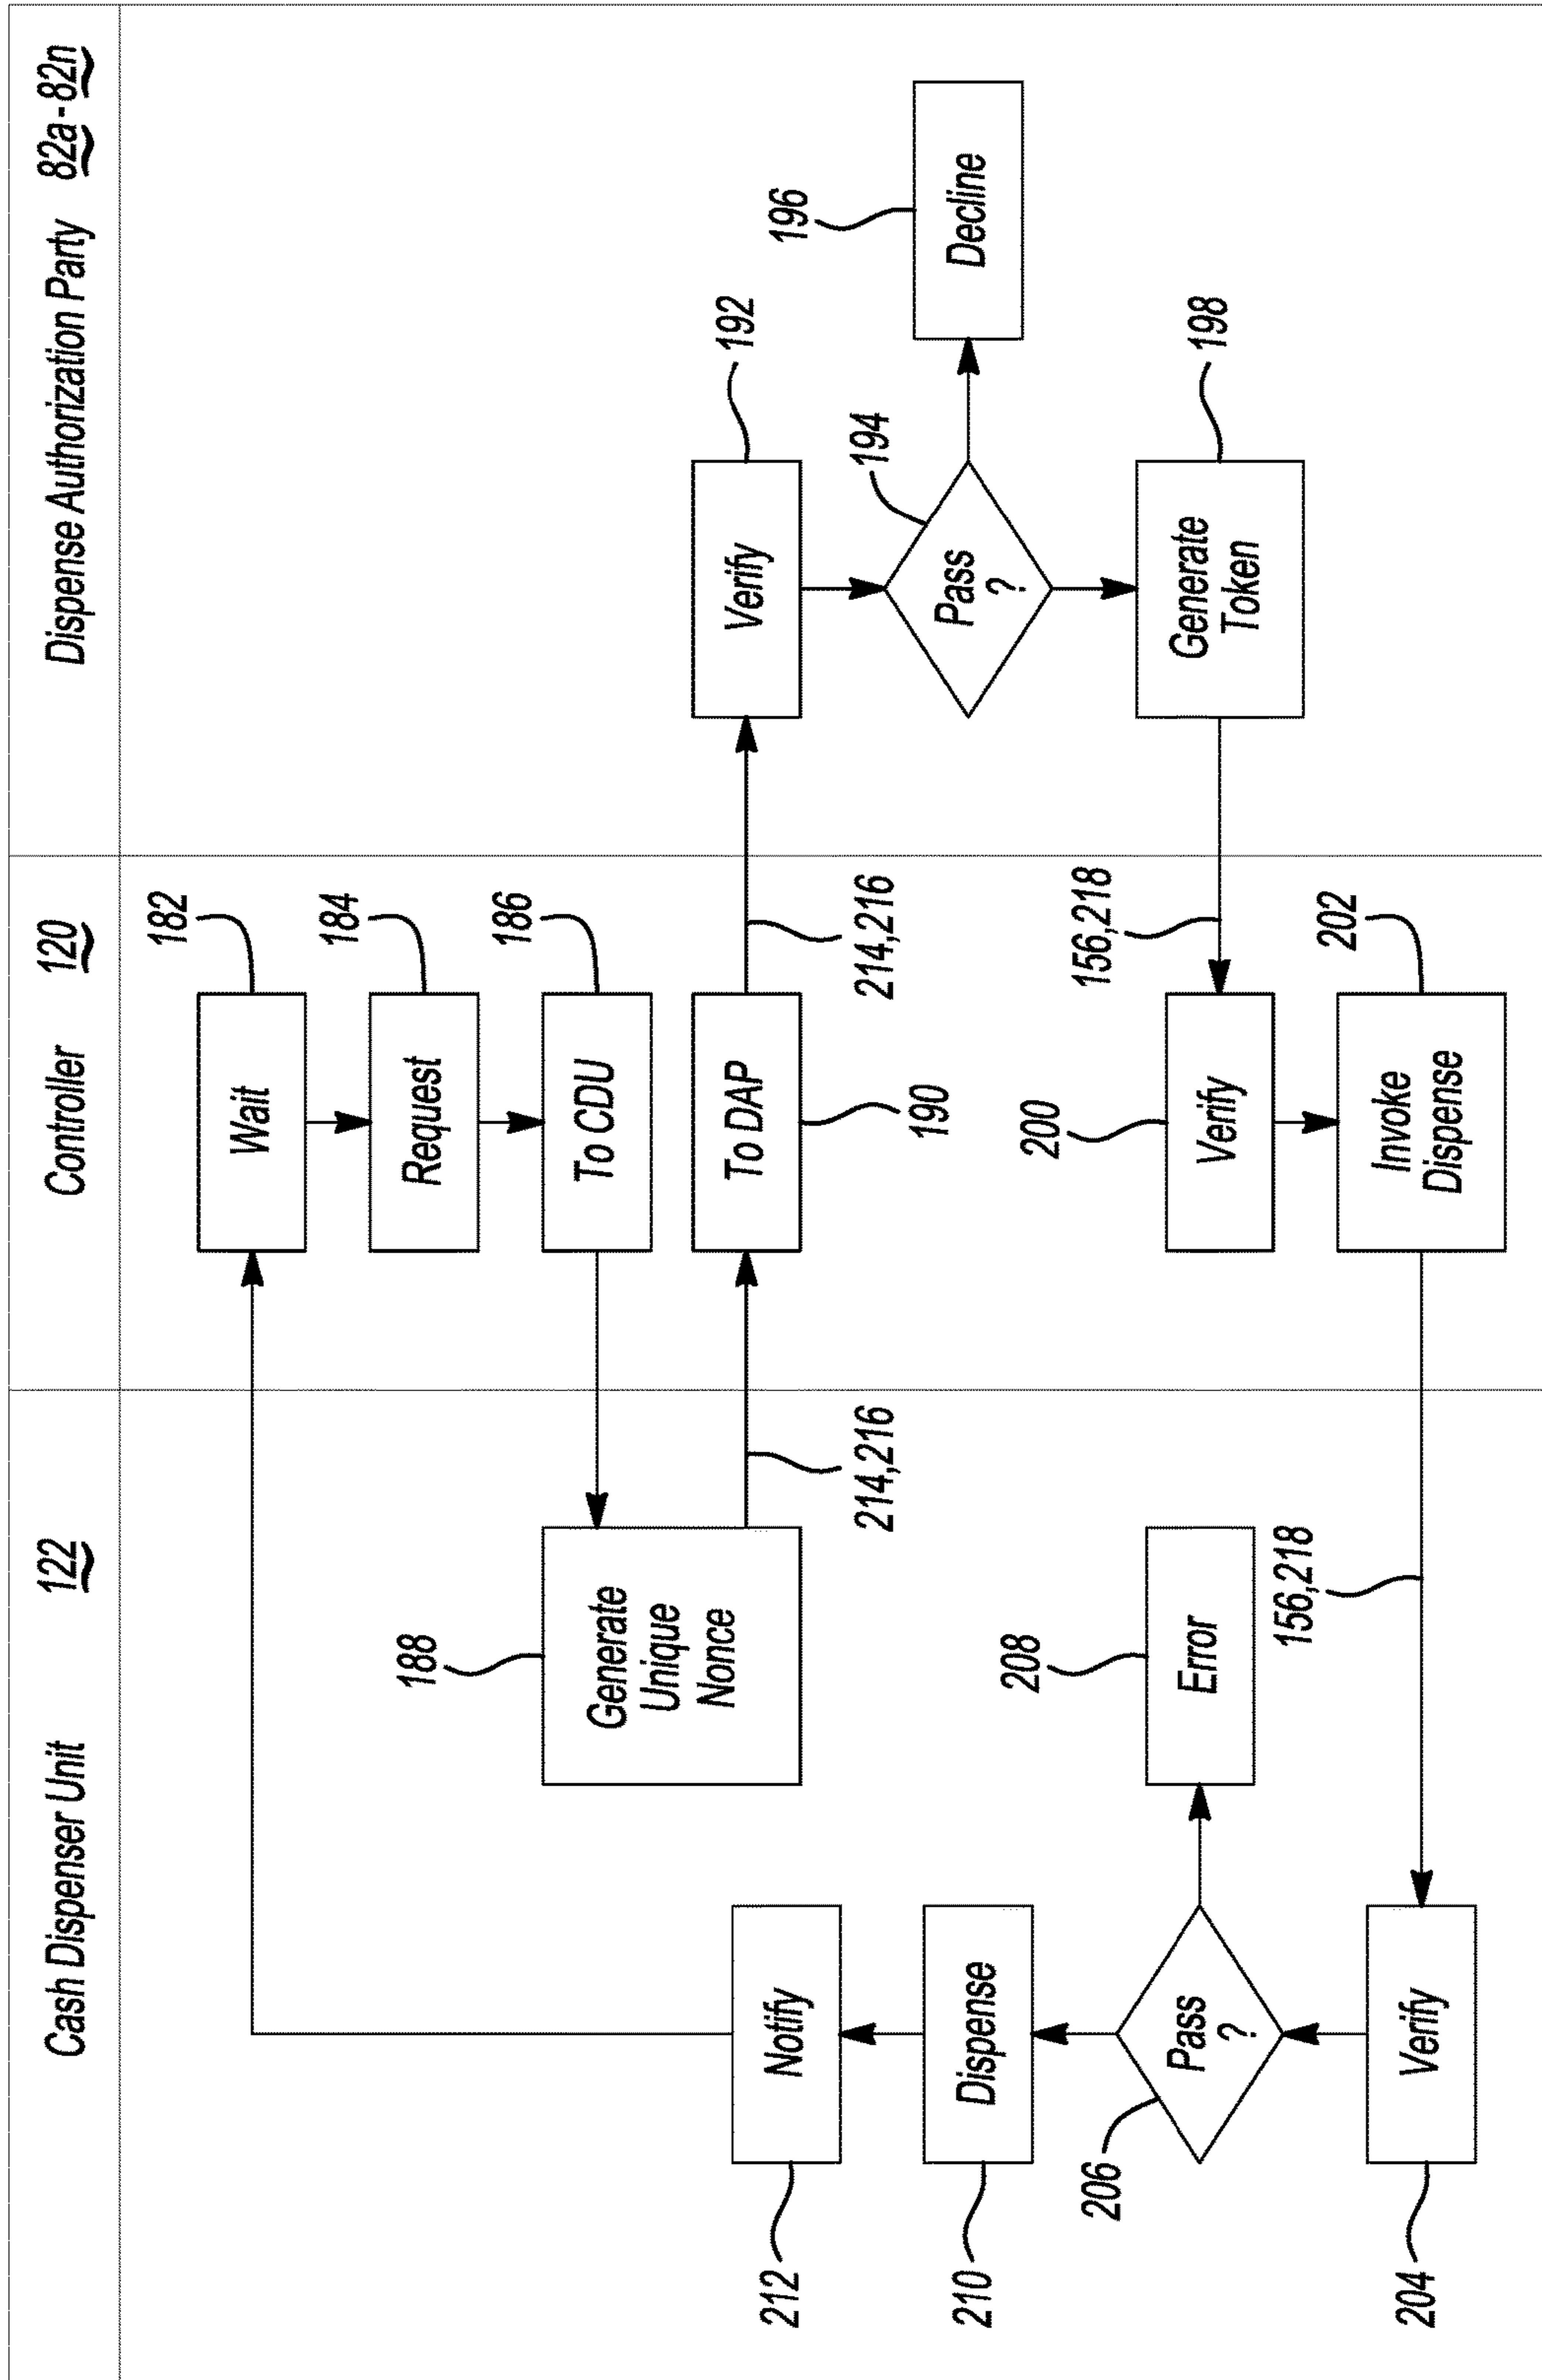 Cash Dispenser Unit 122
Controller 120
Dispense Authorization Party 82a-82n
Wait
182
Request
184
To CDU
186
188
Generate
Unique
Nonce
214,216
To DAP
190
214,216
Verify
192
Pass
?
194
Decline
196
Generate
Token
198
156,218
200
Verify
Invoke
Dispense
202
156,218
Verify
204
Pass
?
206
Error
208
Dispense
210
Notify
212